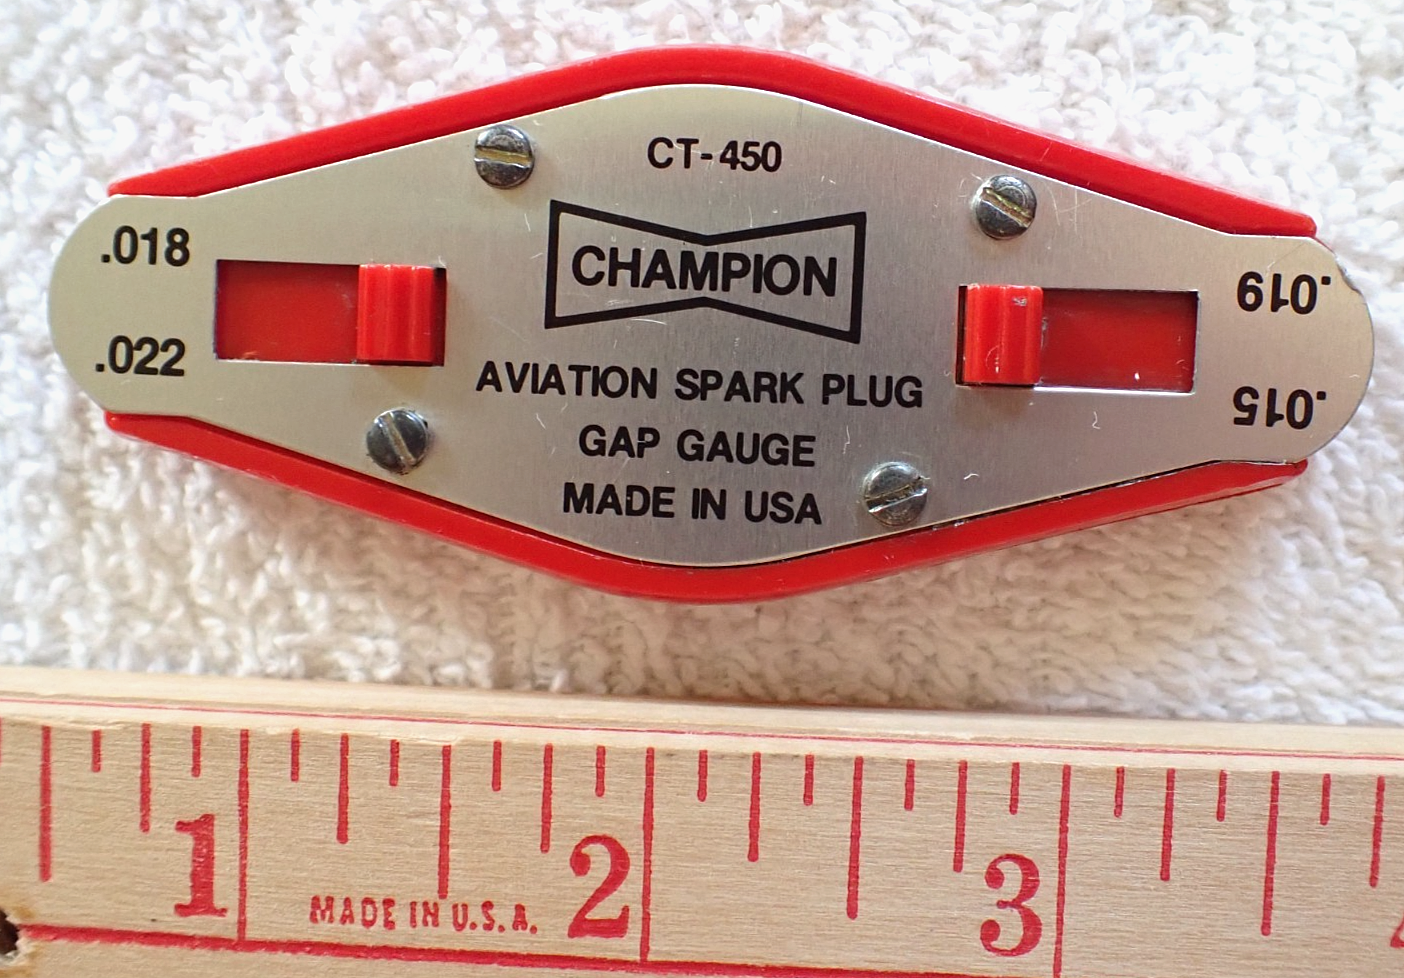 CT-450
CHAMPION
AVIATION SPARK PLUG
GAP GAUGE
MADE IN USA
.018
.022
.019
.015
1
2
3
MADE IN U.S.A.